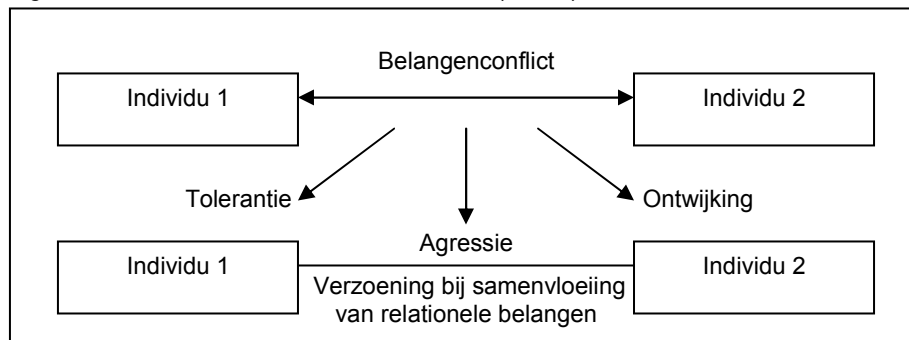 Belangenconflict
Individu 1
Individu 2
Tolerantie
Ontwijking
Agressie
Individu 1
Individu 2
Verzoening bij samenvloeiing
van relationele belangen